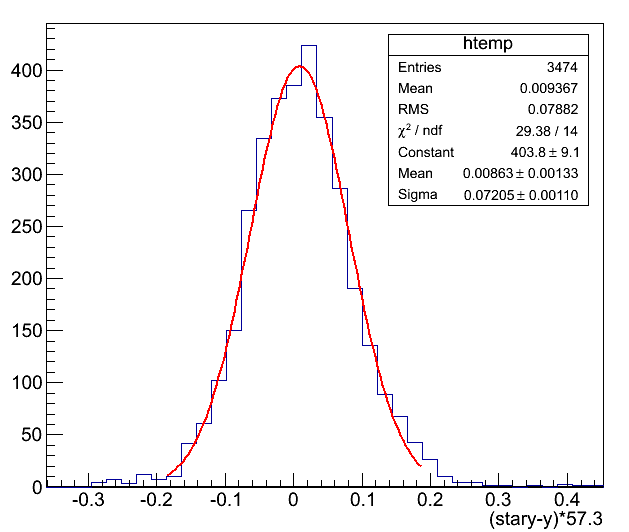 htemp
Entries 3474
Mean 0.009367
RMS 0.07882
χ² / ndf 29.38 / 14
Constant 403.8 ± 9.1
Mean 0.00863 ± 0.00133
Sigma 0.07205 ± 0.00110
400
350
300
250
200
150
100
50
0
-0.3 -0.2 -0.1 0 0.1 0.2 0.3 0.4
(stary-y)*57.3